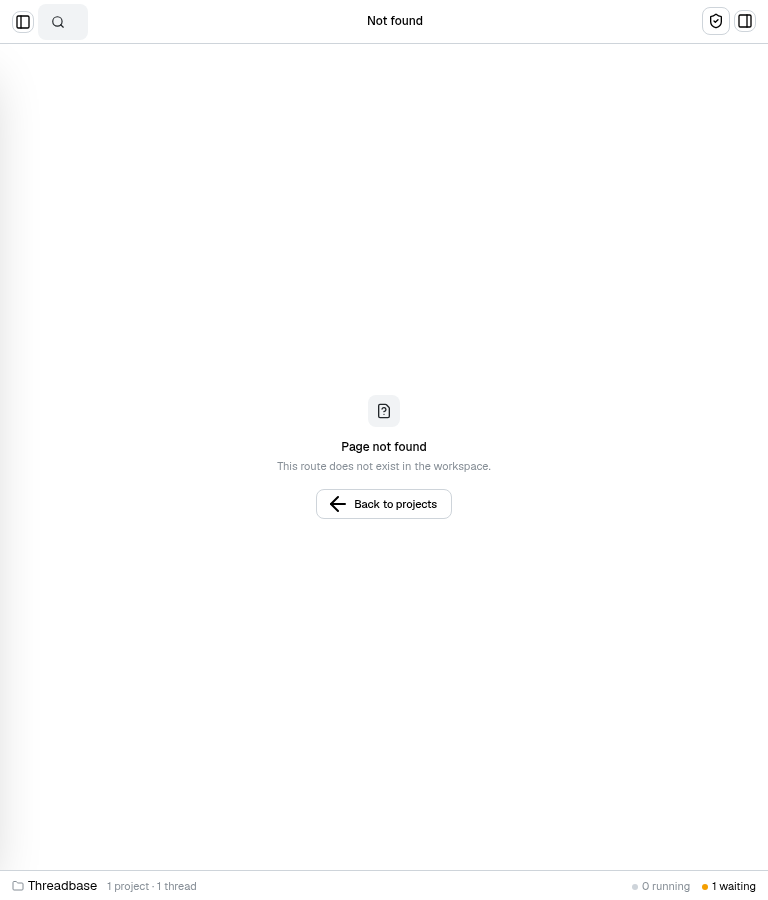 Not found
Page not found
This route does not exist in the workspace.
Back to projects
Threadbase 1 project · 1 thread 0 running 1 waiting